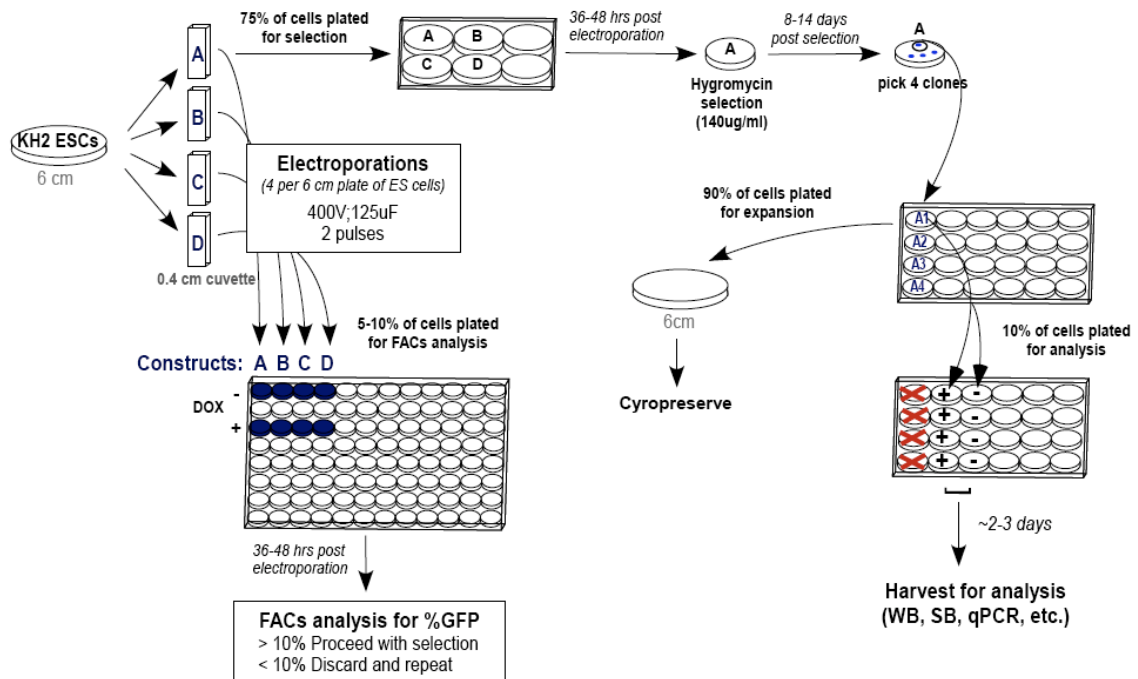 75% of cells plated
for selection
36-48 hrs post
electroporation
8-14 days
post selection
A
B
C
D
A
B
C
D
A
Hygromycin
selection
(140ug/ml)
A
pick 4 clones
KH2 ESCs
6 cm
0.4 cm cuvette
Electroporations
(4 per 6 cm plate of ES cells)
400V;125uF
2 pulses
90% of cells plated
for expansion
A1
A2
A3
A4
6cm
Cyropreserve
10% of cells plated
for analysis
+ -
+ -
+ -
+ -
~2-3 days
Harvest for analysis
(WB, SB, qPCR, etc.)
5-10% of cells plated
for FACs analysis
Constructs: A B C D
-
DOX
+
36-48 hrs post
electroporation
FACs analysis for %GFP
> 10% Proceed with selection
< 10% Discard and repeat